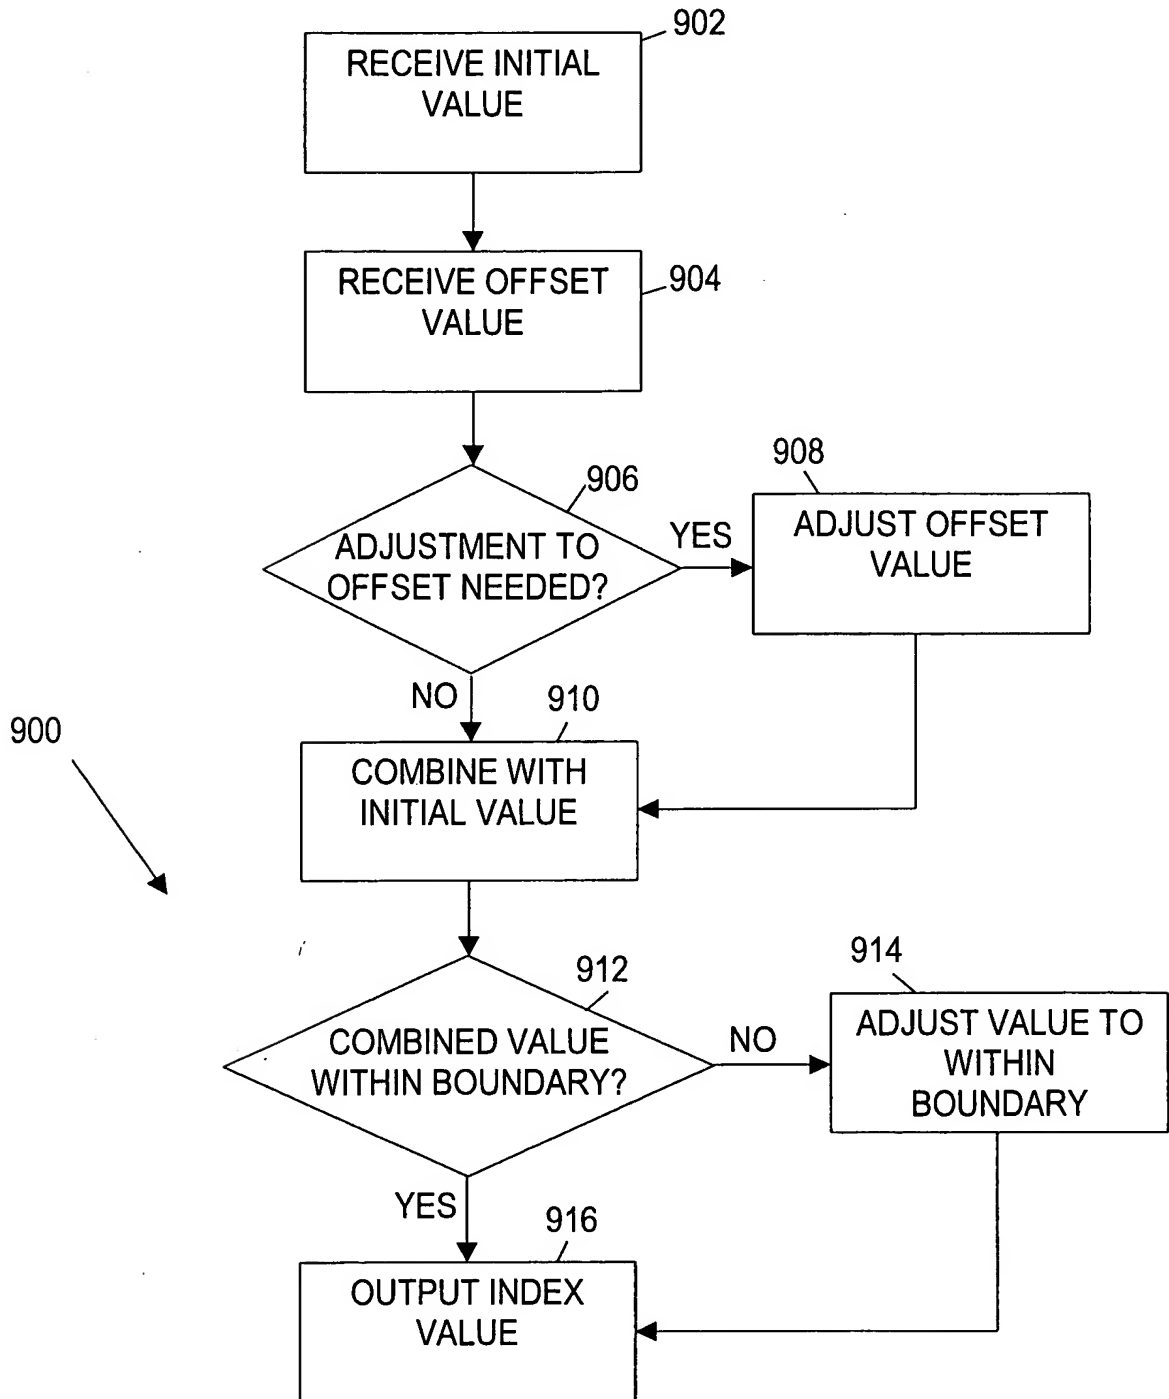 902
RECEIVE INITIAL
VALUE
RECEIVE OFFSET
VALUE
904
906
ADJUSTMENT TO
OFFSET NEEDED?
YES
908
ADJUST OFFSET
VALUE
NO
910
900
COMBINE WITH
INITIAL VALUE
912
COMBINED VALUE
WITHIN BOUNDARY?
NO
914
ADJUST VALUE TO
WITHIN
BOUNDARY
YES
916
OUTPUT INDEX
VALUE